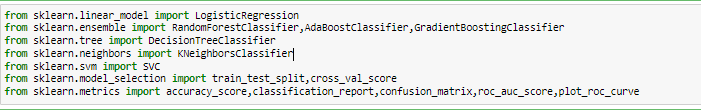 from sklearn.linear_model import LogisticRegression
from sklearn.ensemble import RandomForestClassifier,AdaBoostClassifier,GradientBoostingClassifier
from sklearn.tree import DecisionTreeClassifier
from sklearn.neighbors import KNeighborsClassifier
from sklearn.svm import SVC
from sklearn.model_selection import train_test_split,cross_val_score
from sklearn.metrics import accuracy_score,classification_report,confusion_matrix,roc_auc_score,plot_roc_curve